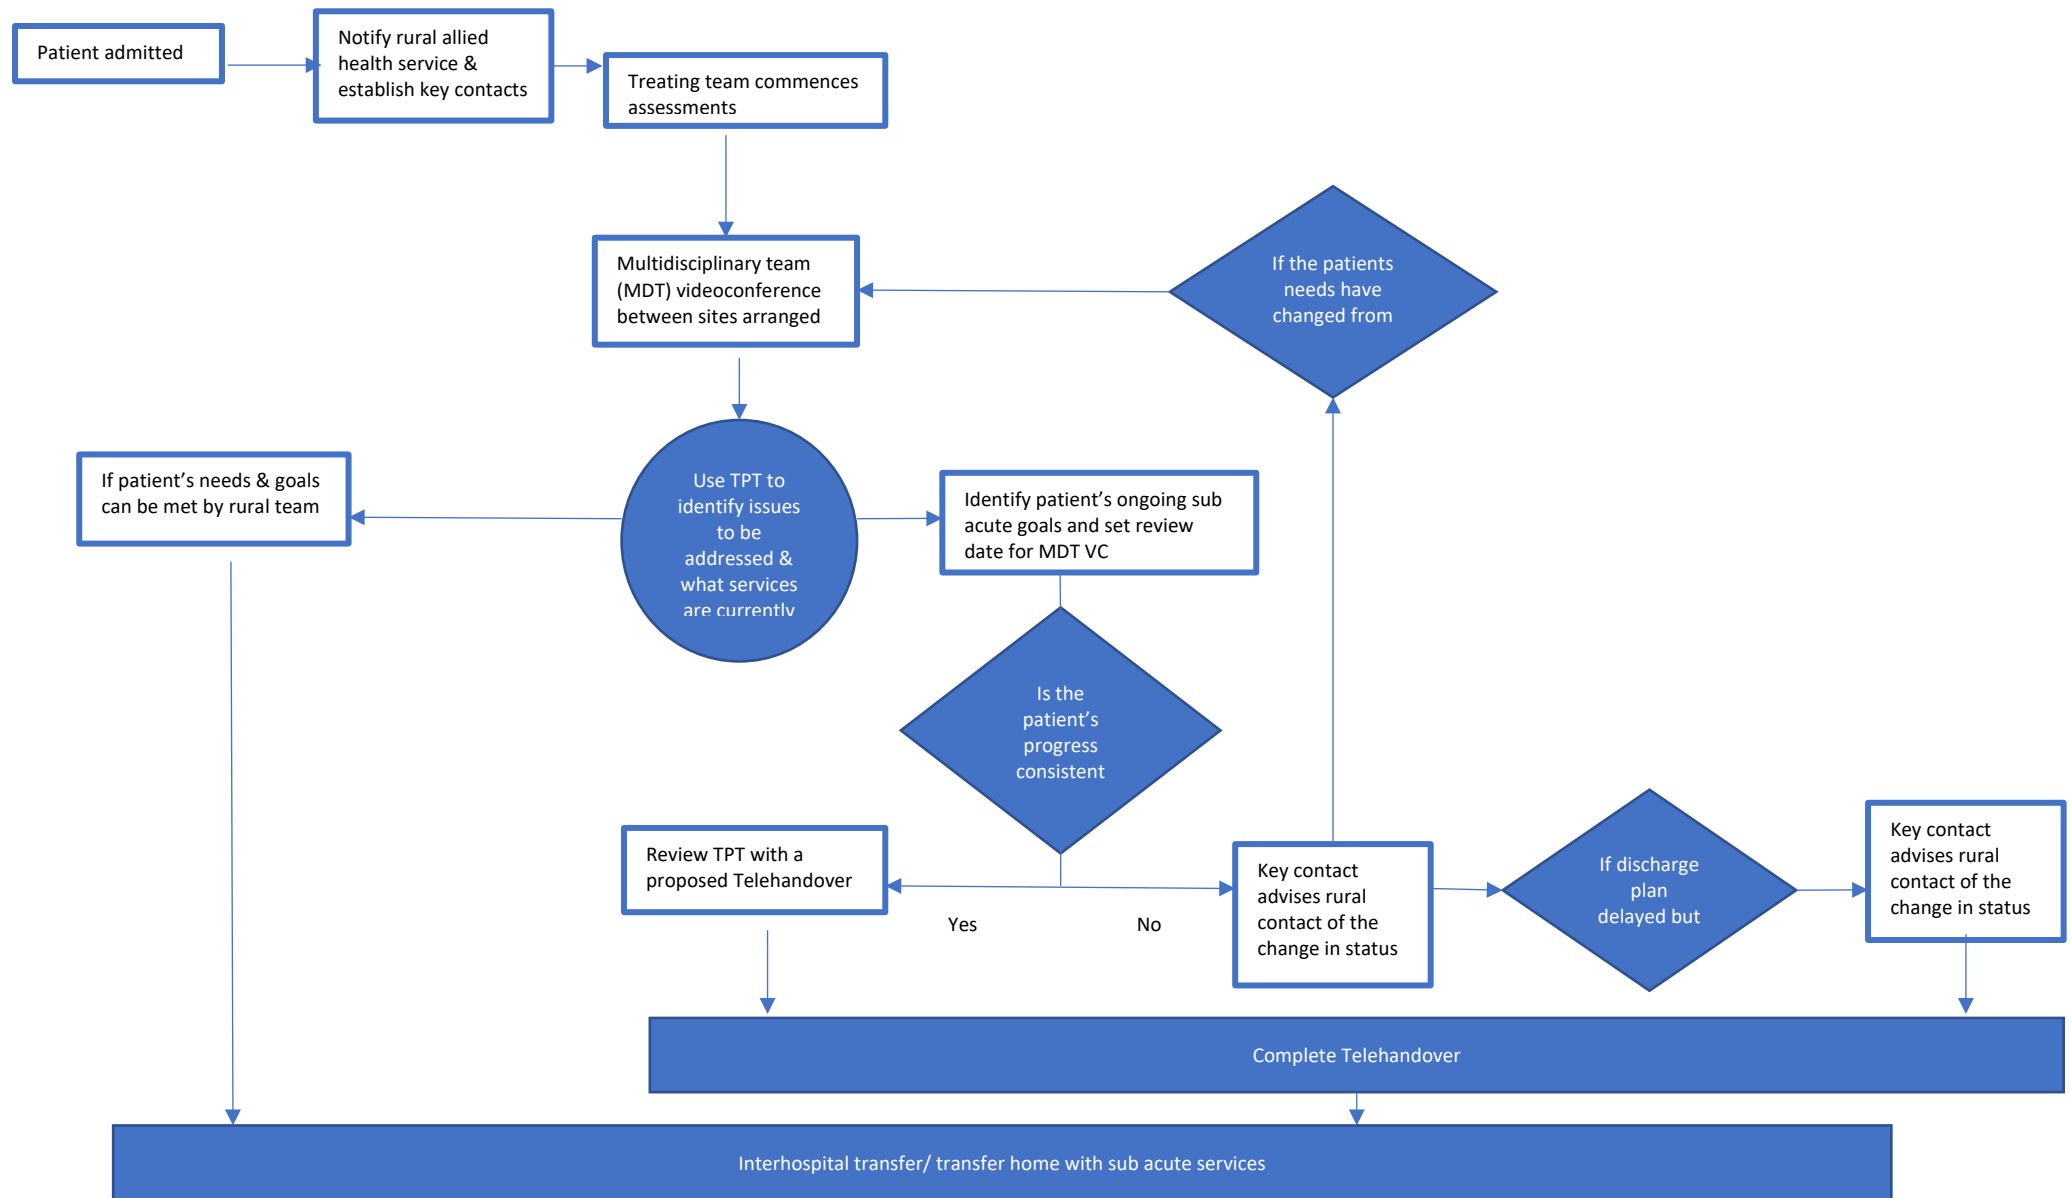 Patient admitted
Notify rural allied
health service &
establish key contacts
Treating team commences
assessments
Multidisciplinary team
(MDT) videoconference
between sites arranged
If the patients
needs have
changed from
If patient’s needs & goals
can be met by rural team
Use TPT to
identify issues
to be
addressed &
what services
are currently
Identify patient’s ongoing sub
acute goals and set review
date for MDT VC
Is the
patient’s
progress
consistent
Review TPT with a
proposed Telehandover
Yes
No
Key contact
advises rural
contact of the
change in status
If discharge
plan
delayed but
Key contact
advises rural
contact of the
change in status
Complete Telehandover
Interhospital transfer/ transfer home with sub acute services